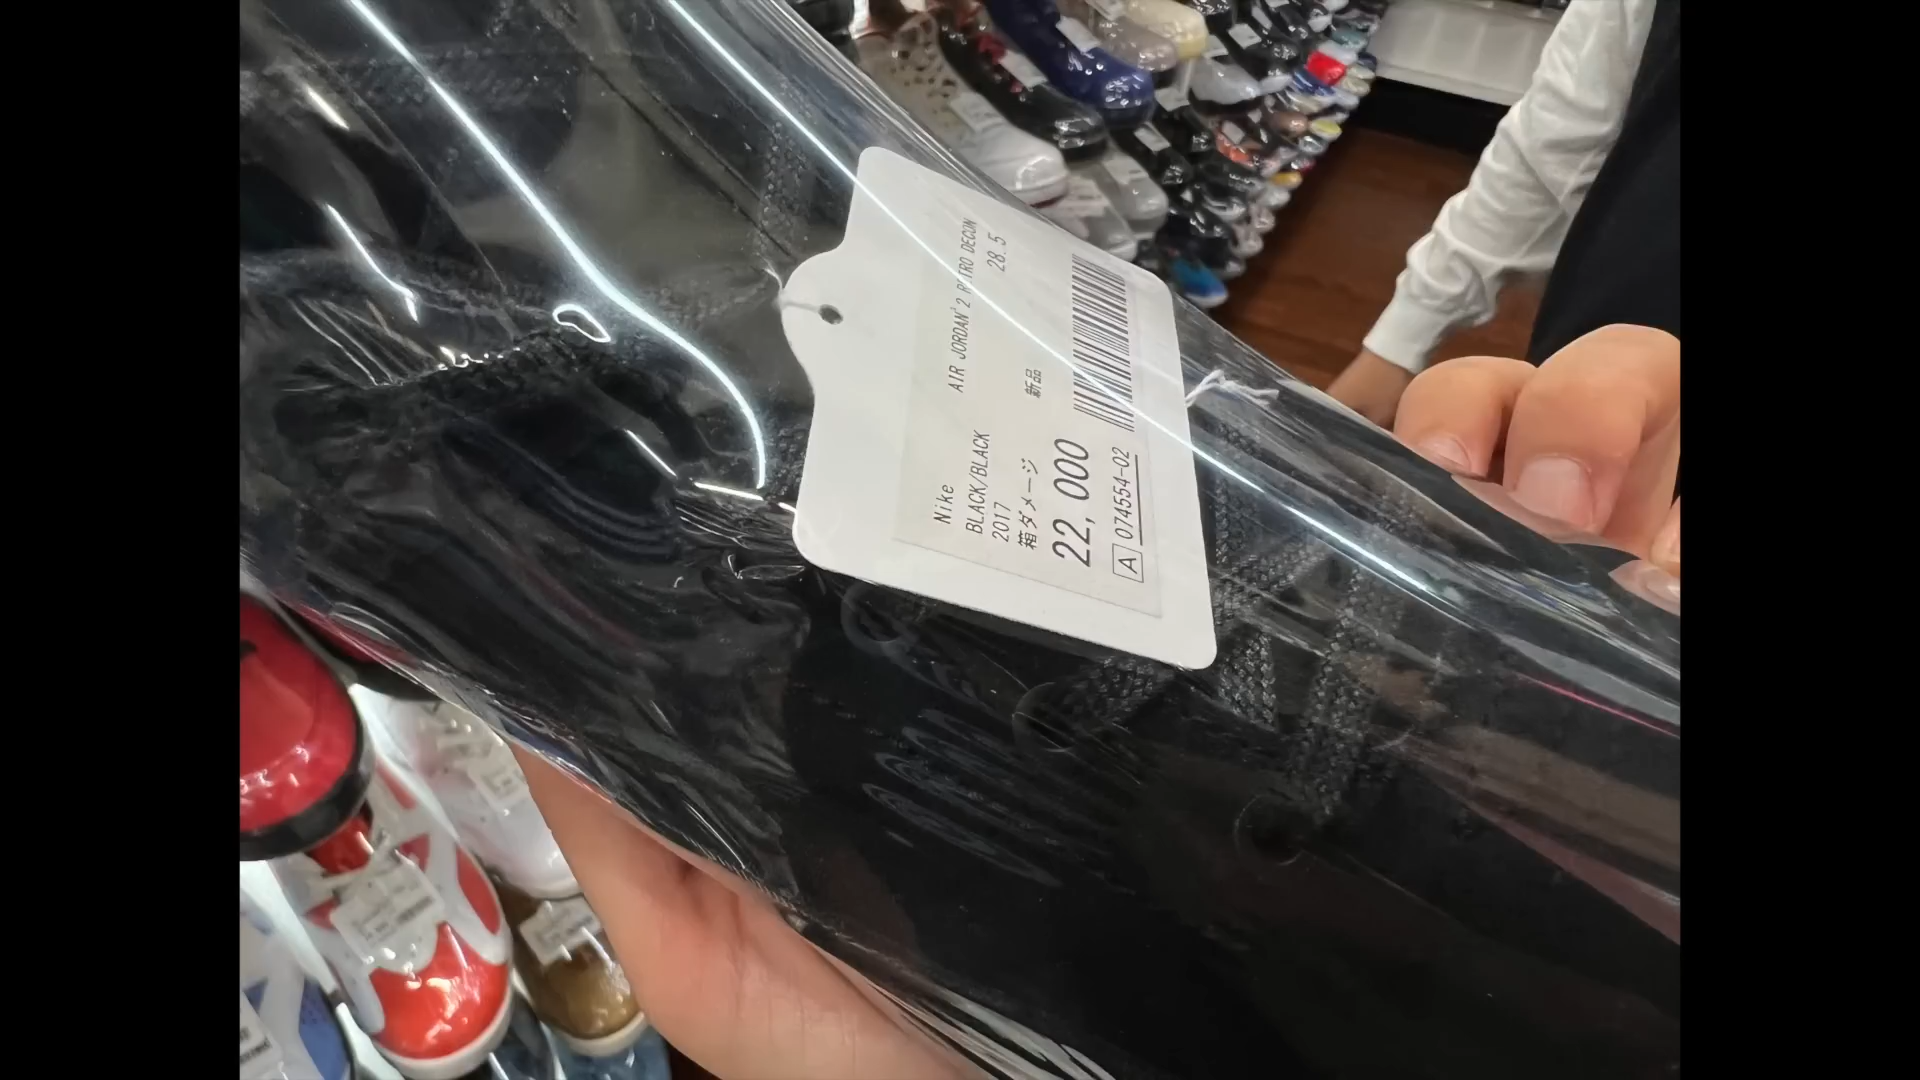 Nike AIR JORDAN 2 RETRO DECON
BLACK/BLACK 28.5
2017
箱ダメージ 新品
22,000
A 074554-02